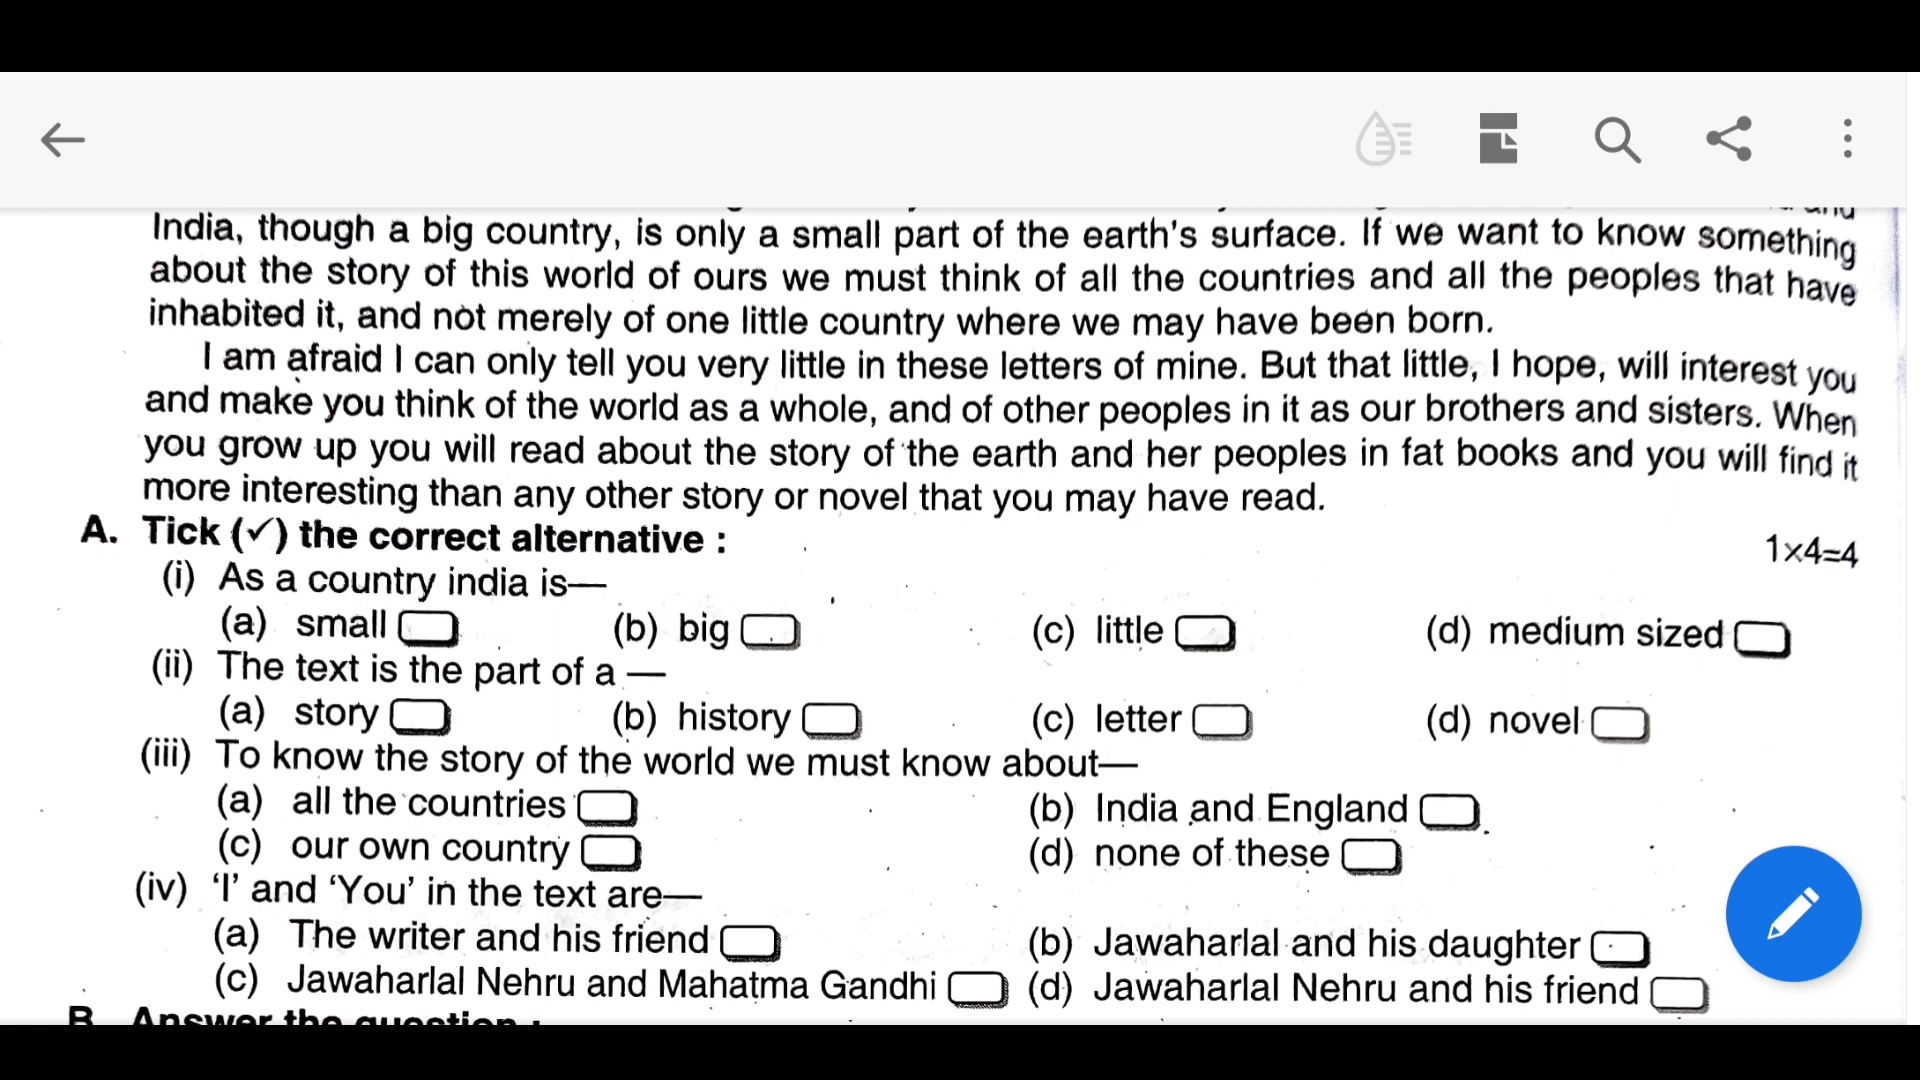 India, though a big country, is only a small part of the earth's surface. If we want to know something
about the story of this world of ours we must think of all the countries and all the peoples that have
inhabited it, and not merely of one little country where we may have been born.
I am afraid I can only tell you very little in these letters of mine. But that little, I hope, will interest you
and make you think of the world as a whole, and of other peoples in it as our brothers and sisters. When
you grow up you will read about the story of the earth and her peoples in fat books and you will find it
more interesting than any other story or novel that you may have read.
A. Tick (✓) the correct alternative : 1×4=4
(i) As a country india is—
(a) small (b) big (c) little (d) medium sized
(ii) The text is the part of a —
(a) story (b) history (c) letter (d) novel
(iii) To know the story of the world we must know about—
(a) all the countries (b) India and England
(c) our own country (d) none of these
(iv) ‘I’ and ‘You’ in the text are—
(a) The writer and his friend (b) Jawaharlal and his daughter
(c) Jawaharlal Nehru and Mahatma Gandhi (d) Jawaharlal Nehru and his friend
B. Answer the question :